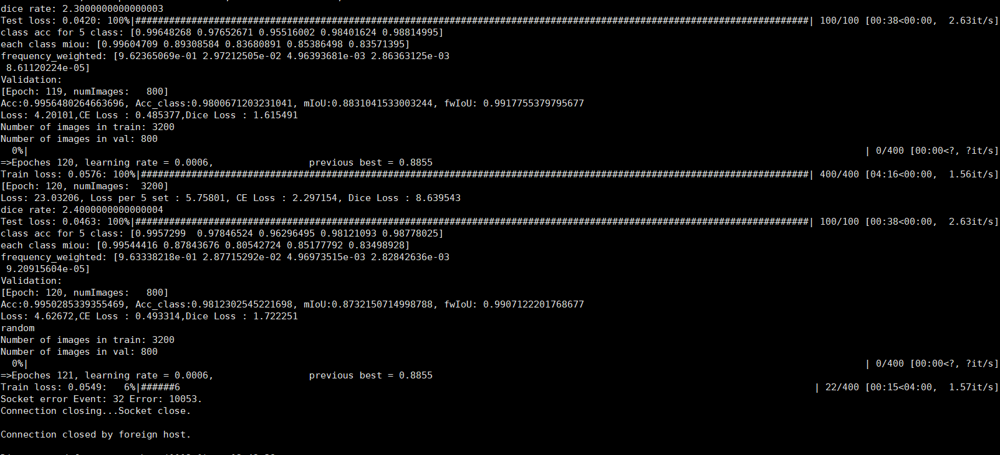 dice rate: 2.3000000000000003
Test loss: 0.0420: 100%|########################################################################################################################| 100/100 [00:38<00:00,  2.63it/s]
class acc for 5 class: [0.99648268 0.97652671 0.95516002 0.98401624 0.98814995]
each class miou: [0.99604709 0.89308584 0.83680891 0.85386498 0.83571395]
frequency_weighted: [9.62365069e-01 2.97212505e-02 4.96393681e-03 2.86363125e-03
 8.61120224e-05]
Validation:
[Epoch: 119, numImages:   800]
Acc:0.9956480264663696, Acc_class:0.9800671203231041, mIoU:0.8831041533003244, fwIoU: 0.9917755379795677
Loss: 4.20101,CE Loss : 0.485377,Dice Loss : 1.615491
Number of images in train: 3200
Number of images in val: 800
  0%|                                                                                                                                                     | 0/400 [00:00<?, ?it/s]
=>Epoches 120, learning rate = 0.0006,                 previous best = 0.8855
Train loss: 0.0576: 100%|#######################################################################################################################| 400/400 [04:16<00:00,  1.56it/s]
[Epoch: 120, numImages:  3200]
Loss: 23.03206, Loss per 5 set : 5.75801, CE Loss : 2.297154, Dice Loss : 8.639543
dice rate: 2.4000000000000004
Test loss: 0.0463: 100%|########################################################################################################################| 100/100 [00:38<00:00,  2.63it/s]
class acc for 5 class: [0.9957299  0.97846524 0.96296495 0.98121093 0.98778025]
each class miou: [0.99544416 0.87843676 0.80542724 0.85177792 0.83498928]
frequency_weighted: [9.63338218e-01 2.87715292e-02 4.96973515e-03 2.82842636e-03
 9.20915604e-05]
Validation:
[Epoch: 120, numImages:   800]
Acc:0.9950285339355469, Acc_class:0.9812302545221698, mIoU:0.8732150714998788, fwIoU: 0.9907122201768677
Loss: 4.62672,CE Loss : 0.493314,Dice Loss : 1.722251
random
Number of images in train: 3200
Number of images in val: 800
  0%|                                                                                                                                                     | 0/400 [00:00<?, ?it/s]
=>Epoches 121, learning rate = 0.0006,                 previous best = 0.8855
Train loss: 0.0549:   6%|######6                                                                                                                 | 22/400 [00:15<04:00,  1.57it/s]
Socket error Event: 32 Error: 10053.
Connection closing...Socket close.
Connection closed by foreign host.